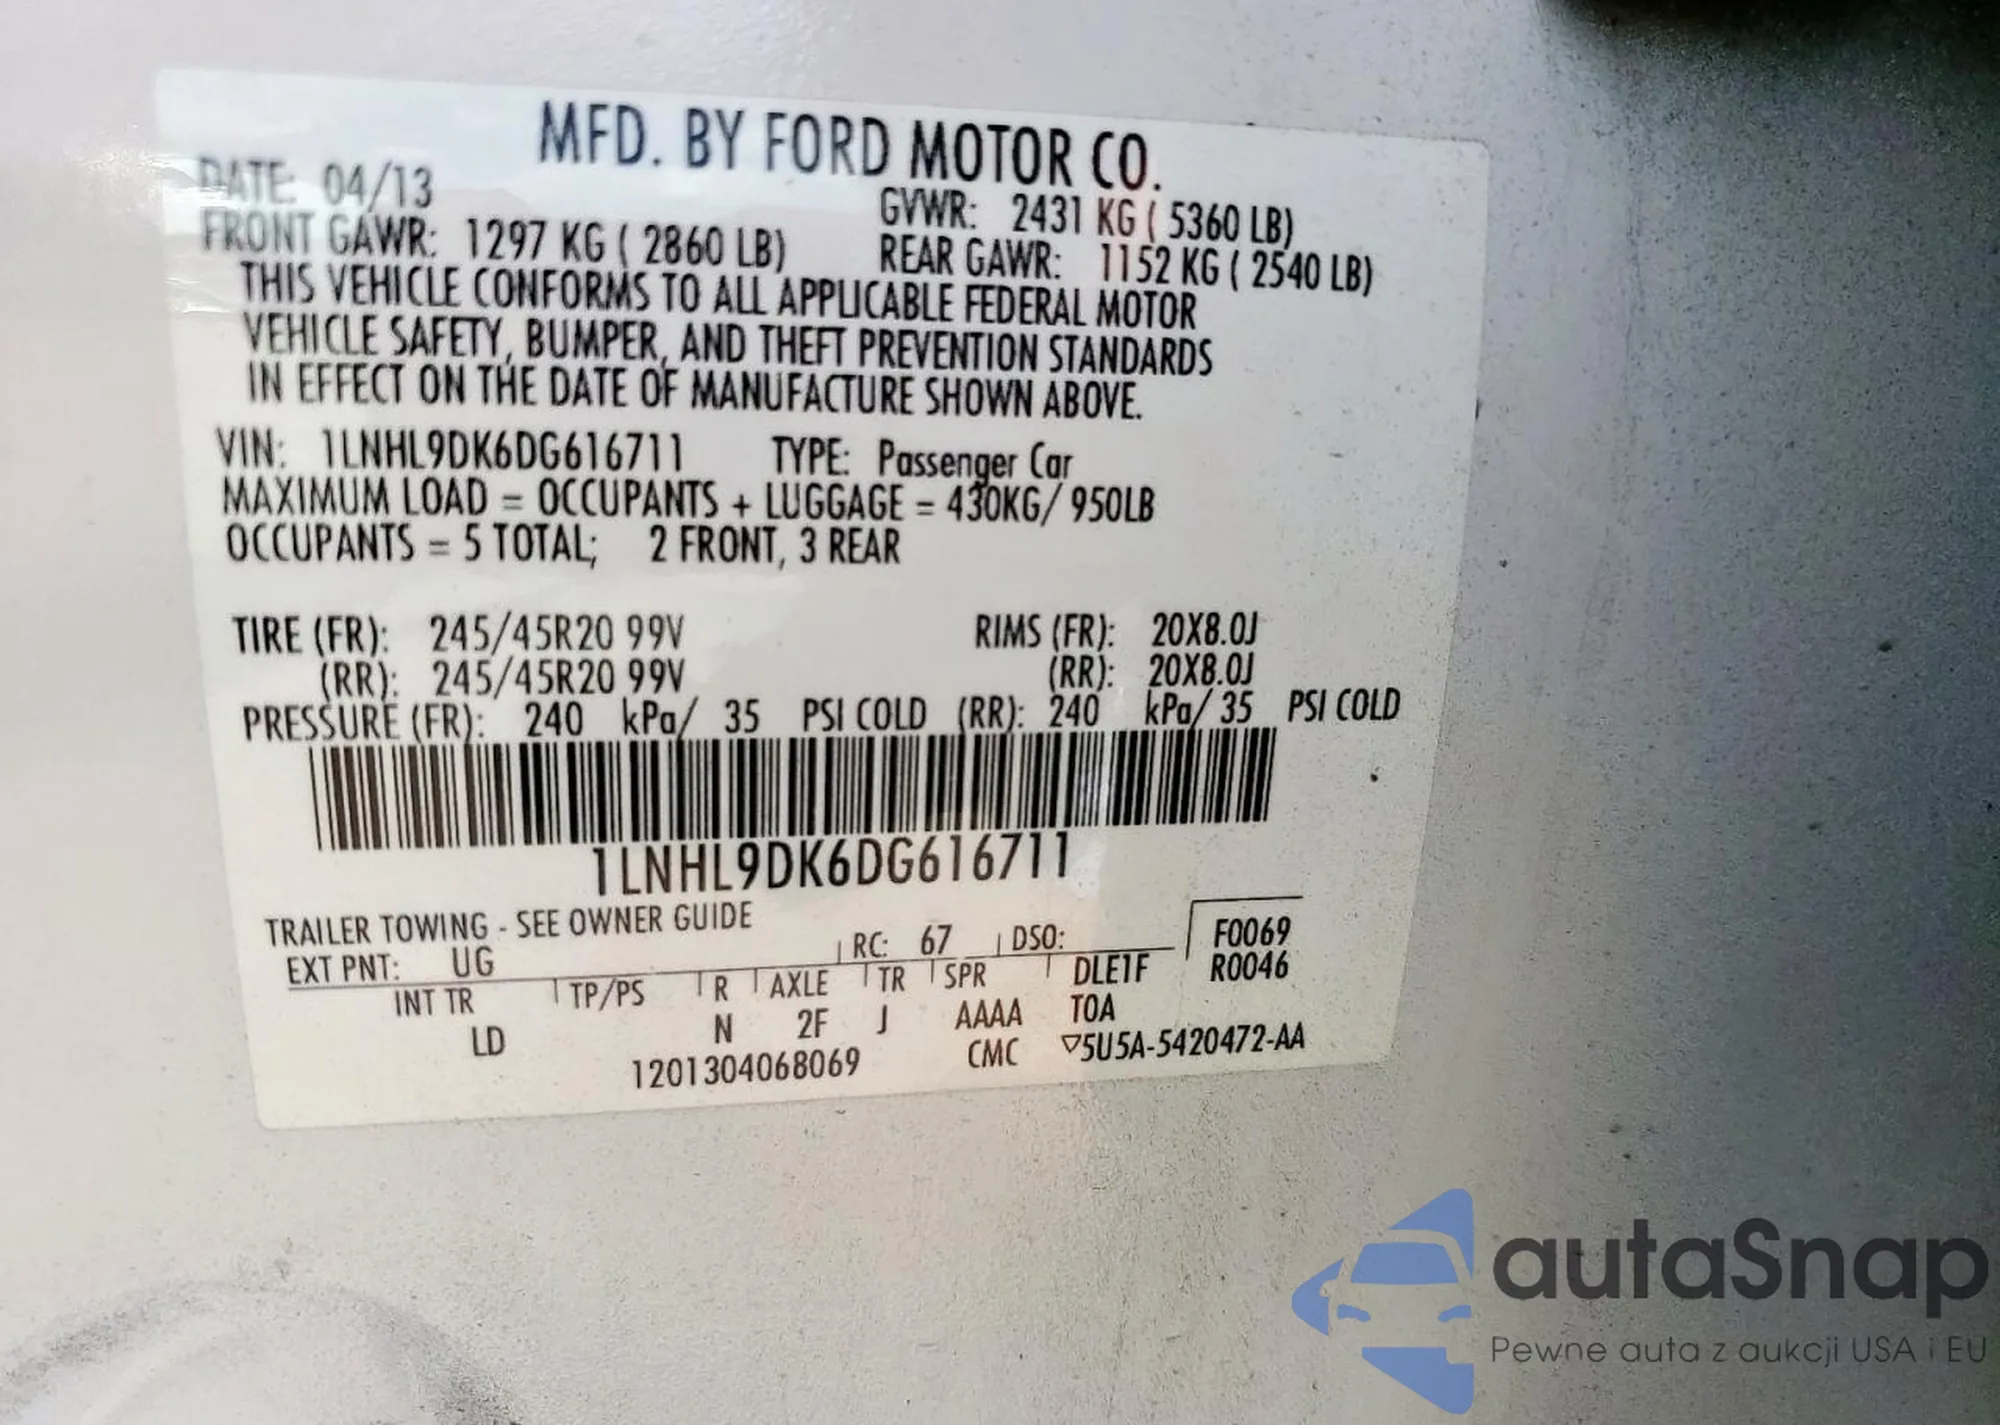 MFD. BY FORD MOTOR CO.
DATE: 04/13 GVWR: 2431 KG ( 5360 LB)
FRONT GAWR: 1297 KG ( 2860 LB) REAR GAWR: 1152 KG ( 2540 LB)
THIS VEHICLE CONFORMS TO ALL APPLICABLE FEDERAL MOTOR
VEHICLE SAFETY, BUMPER, AND THEFT PREVENTION STANDARDS
IN EFFECT ON THE DATE OF MANUFACTURE SHOWN ABOVE.
VIN: 1LNHL9DK6DG616711 TYPE: Passenger Car
MAXIMUM LOAD = OCCUPANTS + LUGGAGE = 430KG/ 950LB
OCCUPANTS = 5 TOTAL; 2 FRONT, 3 REAR
TIRE (FR): 245/45R20 99V RIMS (FR): 20X8.0J
(RR): 245/45R20 99V (RR): 20X8.0J
PRESSURE (FR): 240 kPa/ 35 PSI COLD (RR): 240 kPa/ 35 PSI COLD
1LNHL9DK6DG616711
TRAILER TOWING - SEE OWNER GUIDE
EXT PNT: UG RC: 67 DSO: F0069
INT TR TP/PS R AXLE TR SPR DLE1F R0046
LD N 2F J AAAA TOA
1201304068069 CMC ▽5U5A-5420472-AA
autaSnap
Pewne auta z aukcji USA i EU